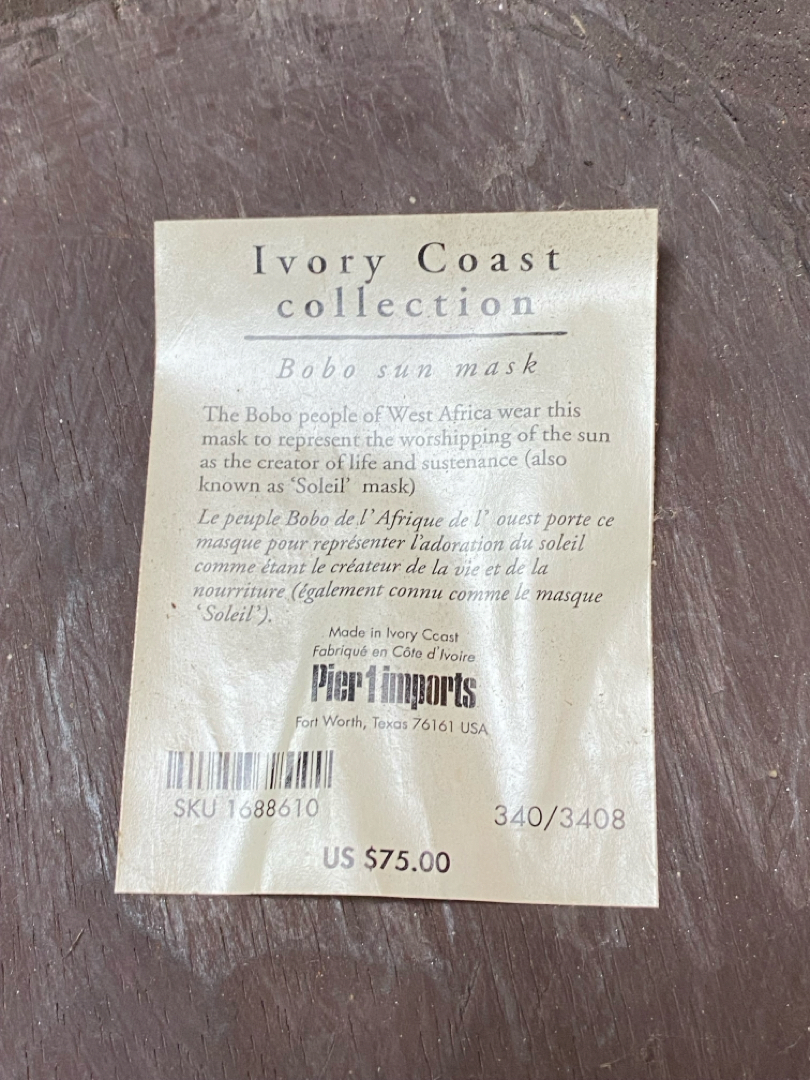 Ivory Coast
collection
Bobo sun mask
The Bobo people of West Africa wear this
mask to represent the worshipping of the sun
as the creator of life and sustenance (also
known as ‘Soleil’ mask)
Le peuple Bobo de l’Afrique de l’ ouest porte ce
masque pour représenter l’adoration du soleil
comme étant le créateur de la vie et de la
nourriture (également connu comme le masque
‘Soleil’).
Made in Ivory Coast
Fabriqué en Côte d’Ivoire
Pier 1 imports
Fort Worth, Texas 76161 USA
SKU 1688610
340/3408
US $75.00